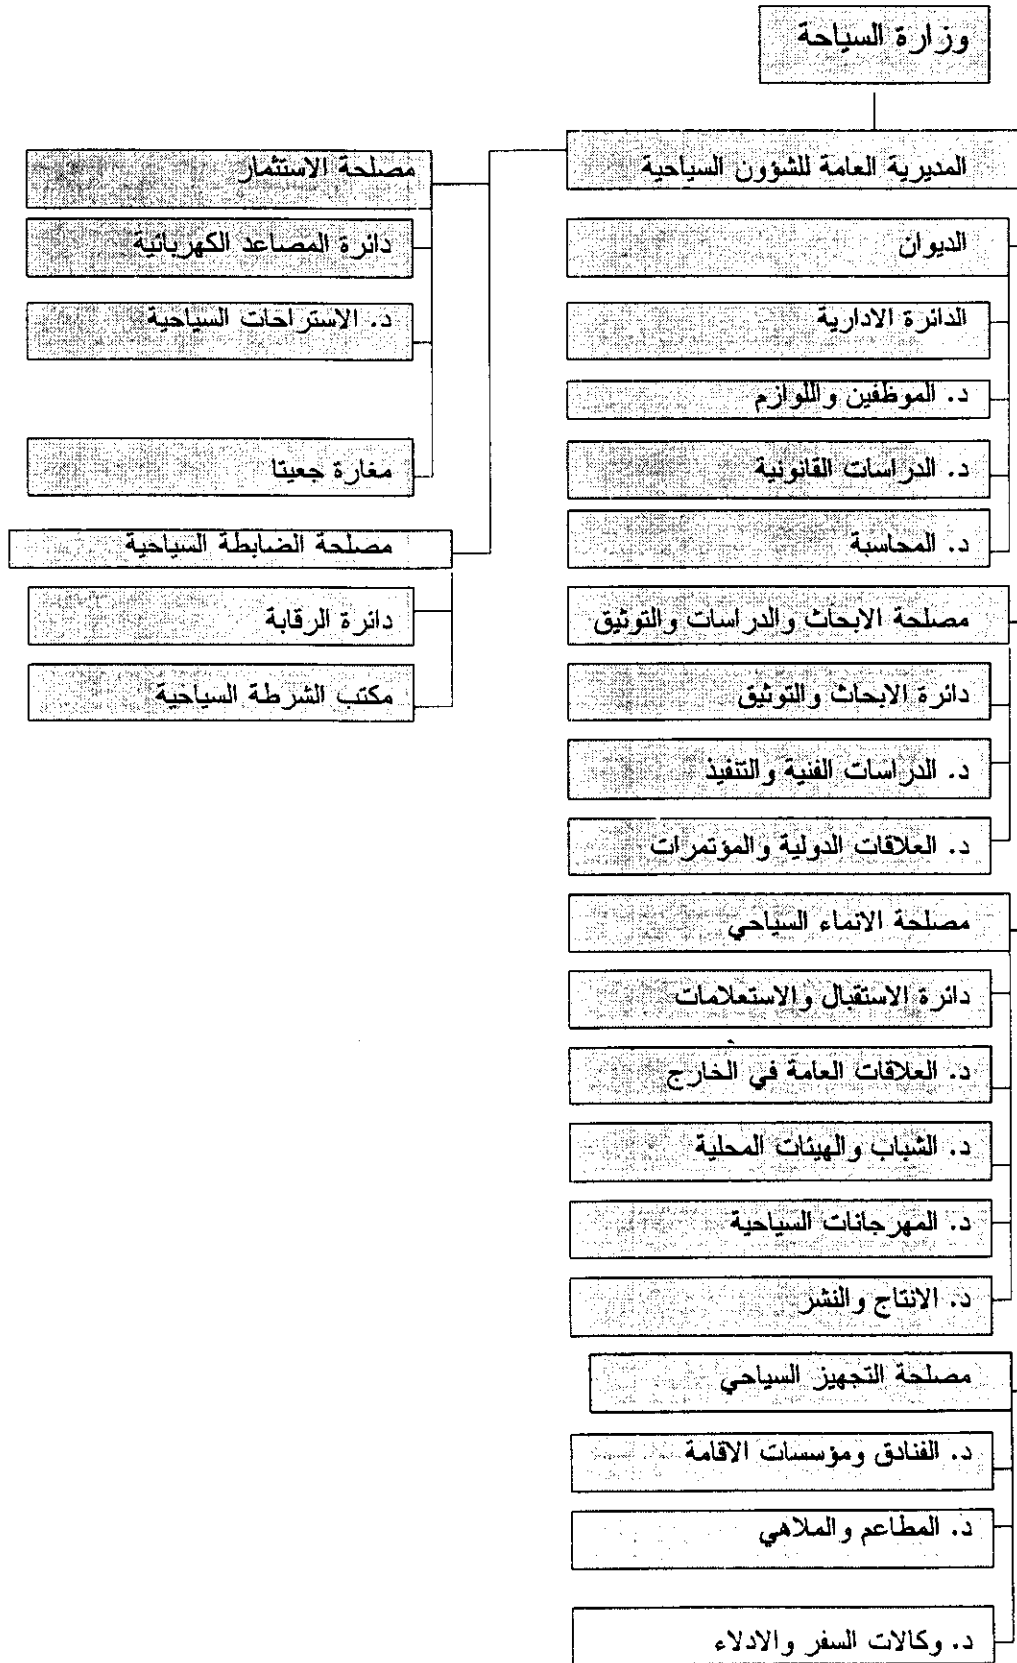 وزارة السياحة
المديرية العامة للشؤون السياحية
الديوان
الدائرة الادارية
د. الموظفين واللوازم
د. الدراسات القانونية
د. المحاسبة
مصلحة الابحاث والدراسات والتوثيق
دائرة الابحاث والتوثيق
د. الدراسات الفنية والتنفيذ
د. العلاقات الدولية والمؤتمرات
مصلحة الانماء السياحي
دائرة الاستقبال والاستعلامات
د. العلاقات العامة في الخارج
د. الشباب والهيئات المحلية
د. المهرجانات السياحية
د. الانتاج والنشر
مصلحة التجهيز السياحي
د. الفنادق ومؤسسات الاقامة
د. المطاعم والملاهي
د. وكالات السفر والادلاء
مصلحة الاستثمار
دائرة المصاعد الكهربائية
د. الاستراحات السياحية
مغارة جعيتا
مصلحة الضابطة السياحية
دائرة الرقابة
مكتب الشرطة السياحية